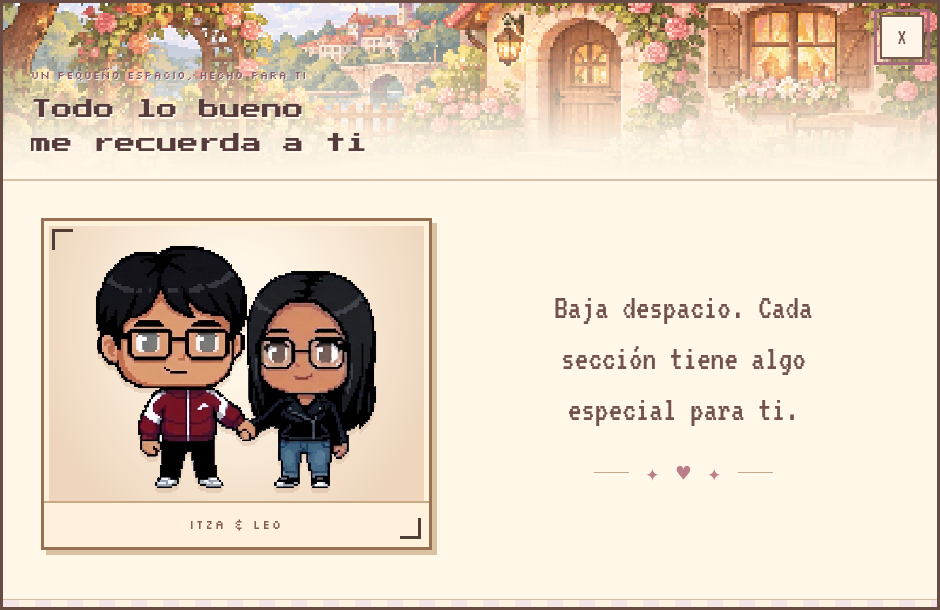 UN PEQUEÑO ESPACIO, HECHO PARA TI
Todo lo bueno
me recuerda a ti
X
Baja despacio. Cada
sección tiene algo
especial para ti.
ITZA & LEO